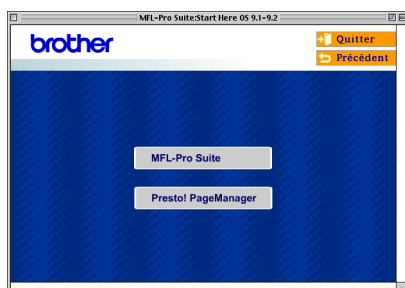 MFL-Pro Suite:Start Here OS 9.1-9.2
brother
Quitter
Précédent
MFL-Pro Suite
Presto! PageManager